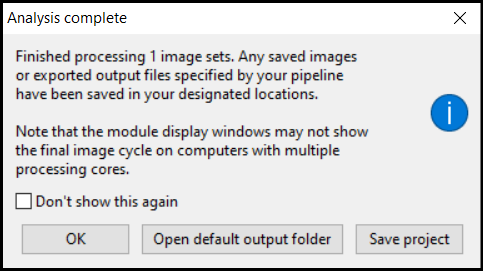 Analysis complete
Finished processing 1 image sets. Any saved images
or exported output files specified by your pipeline
have been saved in your designated locations.
Note that the module display windows may not show
the final image cycle on computers with multiple
processing cores.
Don't show this again
OK Open default output folder Save project